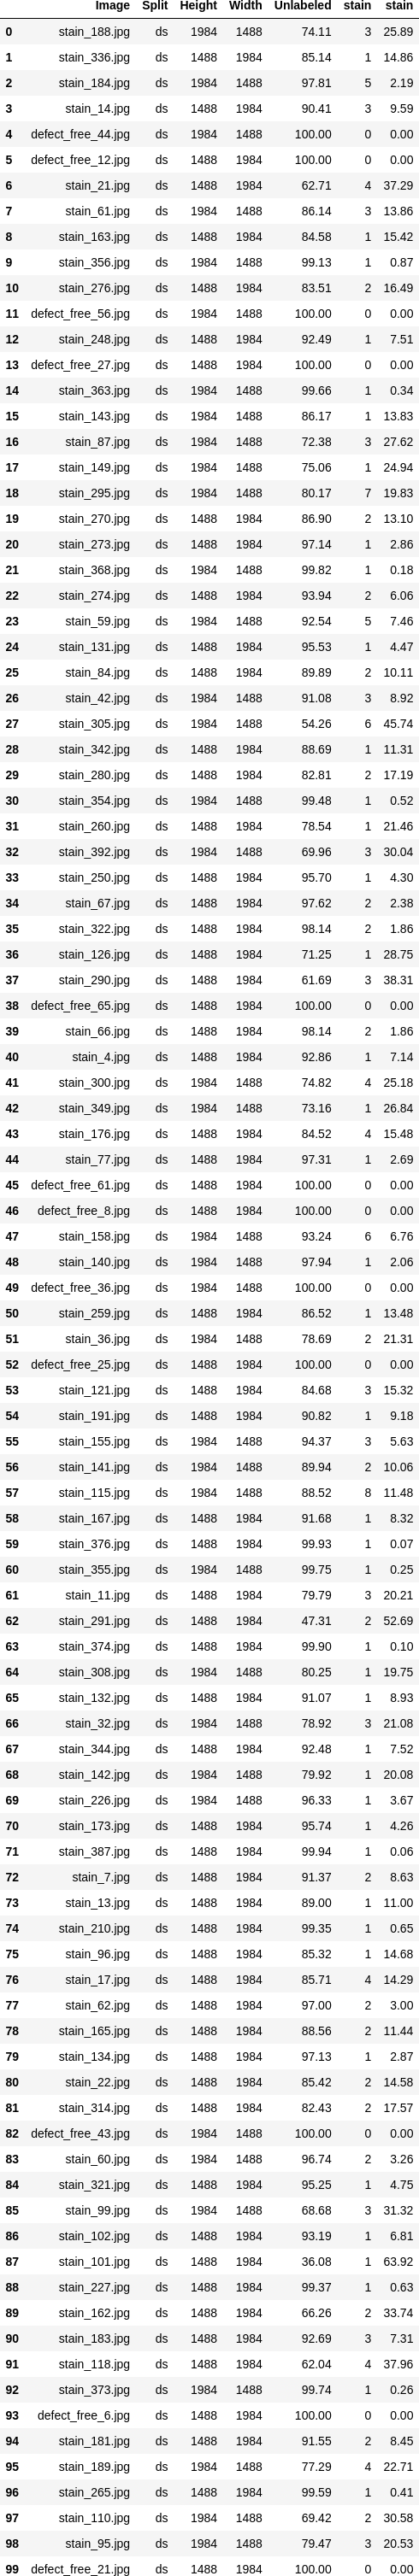 Image Split Height Width Unlabeled stain stain
0 stain_188.jpg ds 1984 1488 74.11 3 25.89
1 stain_336.jpg ds 1984 1488 85.14 1 14.86
2 stain_184.jpg ds 1984 1488 97.81 5 2.19
3 stain_14.jpg ds 1488 1984 90.41 3 9.59
4 defect_free_44.jpg ds 1984 1488 100.00 0 0.00
5 defect_free_12.jpg ds 1984 1488 100.00 0 0.00
6 stain_21.jpg ds 1488 1984 62.71 4 37.29
7 stain_61.jpg ds 1984 1488 86.14 3 13.86
8 stain_163.jpg ds 1488 1984 84.58 1 15.42
9 stain_356.jpg ds 1984 1488 99.13 1 0.87
10 stain_276.jpg ds 1984 1488 83.51 2 16.49
11 defect_free_56.jpg ds 1984 1488 100.00 0 0.00
12 stain_248.jpg ds 1984 1488 92.49 1 7.51
13 defect_free_27.jpg ds 1488 1984 100.00 0 0.00
14 stain_363.jpg ds 1984 1488 99.66 1 0.34
15 stain_143.jpg ds 1984 1488 86.17 1 13.83
16 stain_87.jpg ds 1984 1488 72.38 3 27.62
17 stain_149.jpg ds 1984 1488 75.06 1 24.94
18 stain_295.jpg ds 1984 1488 80.17 7 19.83
19 stain_270.jpg ds 1488 1984 86.90 2 13.10
20 stain_273.jpg ds 1488 1984 97.14 1 2.86
21 stain_368.jpg ds 1488 1984 99.82 1 0.18
22 stain_274.jpg ds 1488 1984 93.94 2 6.06
23 stain_59.jpg ds 1984 1488 92.54 5 7.46
24 stain_131.jpg ds 1488 1984 95.53 1 4.47
25 stain_84.jpg ds 1488 1984 89.89 2 10.11
26 stain_42.jpg ds 1984 1488 91.08 3 8.92
27 stain_305.jpg ds 1984 1488 54.26 6 45.74
28 stain_342.jpg ds 1488 1984 88.69 1 11.31
29 stain_280.jpg ds 1488 1984 82.81 2 17.19
30 stain_354.jpg ds 1488 1984 99.48 1 0.52
31 stain_260.jpg ds 1488 1984 78.54 1 21.46
32 stain_392.jpg ds 1984 1488 69.96 3 30.04
33 stain_250.jpg ds 1488 1984 95.70 1 4.30
34 stain_67.jpg ds 1488 1984 97.62 2 2.38
35 stain_322.jpg ds 1488 1984 98.14 2 1.86
36 stain_126.jpg ds 1488 1984 71.25 1 28.75
37 stain_290.jpg ds 1984 1488 61.69 3 38.31
38 defect_free_65.jpg ds 1488 1984 100.00 0 0.00
39 stain_66.jpg ds 1488 1984 98.14 2 1.86
40 stain_4.jpg ds 1488 1984 92.86 1 7.14
41 stain_300.jpg ds 1984 1488 74.82 4 25.18
42 stain_349.jpg ds 1488 1984 73.16 1 26.84
43 stain_176.jpg ds 1488 1984 84.52 4 15.48
44 stain_77.jpg ds 1488 1984 97.31 1 2.69
45 defect_free_61.jpg ds 1488 1984 100.00 0 0.00
46 defect_free_8.jpg ds 1488 1984 100.00 0 0.00
47 stain_158.jpg ds 1984 1488 93.24 6 6.76
48 stain_140.jpg ds 1488 1984 97.94 1 2.06
49 defect_free_36.jpg ds 1984 1488 100.00 0 0.00
50 stain_259.jpg ds 1488 1984 86.52 1 13.48
51 stain_36.jpg ds 1984 1488 78.69 2 21.31
52 defect_free_25.jpg ds 1488 1984 100.00 0 0.00
53 stain_121.jpg ds 1488 1984 84.68 3 15.32
54 stain_191.jpg ds 1488 1984 90.82 1 9.18
55 stain_155.jpg ds 1984 1488 94.37 3 5.63
56 stain_141.jpg ds 1488 1984 89.94 2 10.06
57 stain_115.jpg ds 1984 1488 88.52 8 11.48
58 stain_167.jpg ds 1488 1984 91.68 1 8.32
59 stain_376.jpg ds 1984 1488 99.93 1 0.07
60 stain_355.jpg ds 1984 1488 99.75 1 0.25
61 stain_11.jpg ds 1488 1984 79.79 3 20.21
62 stain_291.jpg ds 1488 1984 47.31 2 52.69
63 stain_374.jpg ds 1488 1984 99.90 1 0.10
64 stain_308.jpg ds 1984 1488 80.25 1 19.75
65 stain_132.jpg ds 1488 1984 91.07 1 8.93
66 stain_32.jpg ds 1984 1488 78.92 3 21.08
67 stain_344.jpg ds 1488 1984 92.48 1 7.52
68 stain_142.jpg ds 1984 1488 79.92 1 20.08
69 stain_226.jpg ds 1984 1488 96.33 1 3.67
70 stain_173.jpg ds 1488 1984 95.74 1 4.26
71 stain_387.jpg ds 1488 1984 99.94 1 0.06
72 stain_7.jpg ds 1488 1984 91.37 2 8.63
73 stain_13.jpg ds 1488 1984 89.00 1 11.00
74 stain_210.jpg ds 1488 1984 99.35 1 0.65
75 stain_96.jpg ds 1488 1984 85.32 1 14.68
76 stain_17.jpg ds 1488 1984 85.71 4 14.29
77 stain_62.jpg ds 1488 1984 97.00 2 3.00
78 stain_165.jpg ds 1488 1984 88.56 2 11.44
79 stain_134.jpg ds 1488 1984 97.13 1 2.87
80 stain_22.jpg ds 1488 1984 85.42 2 14.58
81 stain_314.jpg ds 1488 1984 82.43 2 17.57
82 defect_free_43.jpg ds 1984 1488 100.00 0 0.00
83 stain_60.jpg ds 1488 1984 96.74 2 3.26
84 stain_321.jpg ds 1488 1984 95.25 1 4.75
85 stain_99.jpg ds 1984 1488 68.68 3 31.32
86 stain_102.jpg ds 1488 1984 93.19 1 6.81
87 stain_101.jpg ds 1488 1984 36.08 1 63.92
88 stain_227.jpg ds 1488 1984 99.37 1 0.63
89 stain_162.jpg ds 1488 1984 66.26 2 33.74
90 stain_183.jpg ds 1488 1984 92.69 3 7.31
91 stain_118.jpg ds 1488 1984 62.04 4 37.96
92 stain_373.jpg ds 1488 1984 99.74 1 0.26
93 defect_free_6.jpg ds 1488 1984 100.00 0 0.00
94 stain_181.jpg ds 1488 1984 91.55 2 8.45
95 stain_189.jpg ds 1984 1488 77.29 4 22.71
96 stain_265.jpg ds 1488 1984 99.59 1 0.41
97 stain_110.jpg ds 1984 1488 69.42 2 30.58
98 stain_95.jpg ds 1984 1488 79.47 3 20.53
99 defect_free_21.jpg ds 1488 1984 100.00 0 0.00